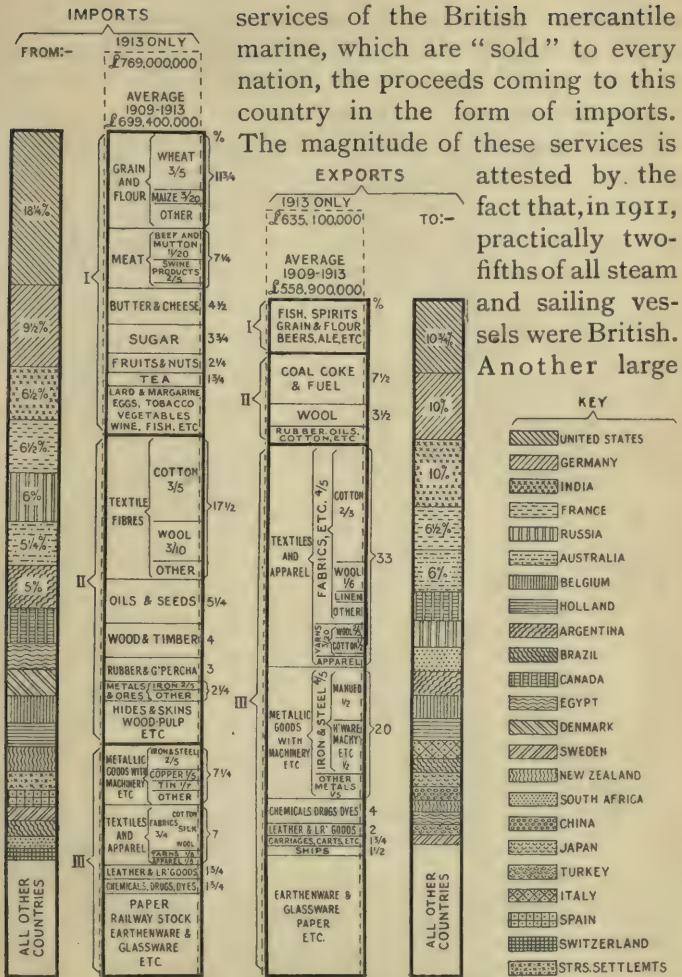 IMPORTS
FROM:-
1913 ONLY
£769,000,000
AVERAGE
1909-1913
£699,400,000
%
18¼%
9½%
6½%
6½%
6%
5¼%
5%
ALL OTHER
COUNTRIES
I
GRAIN
AND
FLOUR
WHEAT
3/5
MAIZE 3/20
OTHER
11¾
MEAT
BEEF AND
MUTTON
11/20
SWINE
PRODUCTS
2/5
7¼
BUTTER & CHEESE 4½
SUGAR 3¾
FRUITS & NUTS 2¼
TEA 1¾
LARD & MARGARINE
EGGS, TOBACCO
VEGETABLES
WINE, FISH, ETC
II
TEXTILE
FIBRES
COTTON
3/5
WOOL
3/10
OTHER
17½
OILS & SEEDS 5¼
WOOD & TIMBER 4
RUBBER & G'PERCHA 3
METALS
& ORES
IRON 2/5
OTHER
2¼
HIDES & SKINS
WOOD-PULP
ETC
III
METALLIC
GOODS WITH
MACHINERY
ETC
IRON & STEEL
2/5
COPPER 1/5
TIN 1/7
OTHER
7¼
TEXTILES
AND
APPAREL
FABRICS
3/4
COTTON
SILK
WOOL
YARNS 1/8
APPAREL 1/8
7
LEATHER & LR' GOODS 1¾
CHEMICALS, DRUGS, DYES, 1¾
PAPER
RAILWAY STOCK
EARTHENWARE &
GLASSWARE
ETC
services of the British mercantile
marine, which are “sold” to every
nation, the proceeds coming to this
country in the form of imports.
The magnitude of these services is
attested by the
fact that, in 1911,
practically two-
fifths of all steam
and sailing ves-
sels were British.
Another large
EXPORTS
1913 ONLY
£635,100,000
TO:-
AVERAGE
1909-1913
£558,900,000
%
I
FISH, SPIRITS
GRAIN & FLOUR
BEERS, ALE, ETC
II
COAL COKE
& FUEL
7½
WOOL 3½
RUBBER, OILS,
COTTON, ETC
III
TEXTILES
AND
APPAREL
FABRICS, ETC. 4/5
COTTON
2/3
WOOL
1/6
LINEN
OTHER
YARNS
3/20
WOOL
COTTON
APPAREL
33
METALLIC
GOODS
WITH
MACHINERY
ETC
IRON & STEEL 4/5
MANUFD
1/2
H'WARE
MACHY
ETC
1/2
OTHER
METALS
1/5
20
CHEMICALS DRUGS DYES 4
LEATHER & LR' GOODS 2
CARRIAGES, CARTS, ETC 1¾
SHIPS 1½
EARTHENWARE &
GLASSWARE
PAPER
ETC.
10¾%
10%
10%
6½%
6%
ALL OTHER
COUNTRIES
KEY
UNITED STATES
GERMANY
INDIA
FRANCE
RUSSIA
AUSTRALIA
BELGIUM
HOLLAND
ARGENTINA
BRAZIL
CANADA
EGYPT
DENMARK
SWEDEN
NEW ZEALAND
SOUTH AFRICA
CHINA
JAPAN
TURKEY
ITALY
SPAIN
SWITZERLAND
STRS. SETTLEMTS